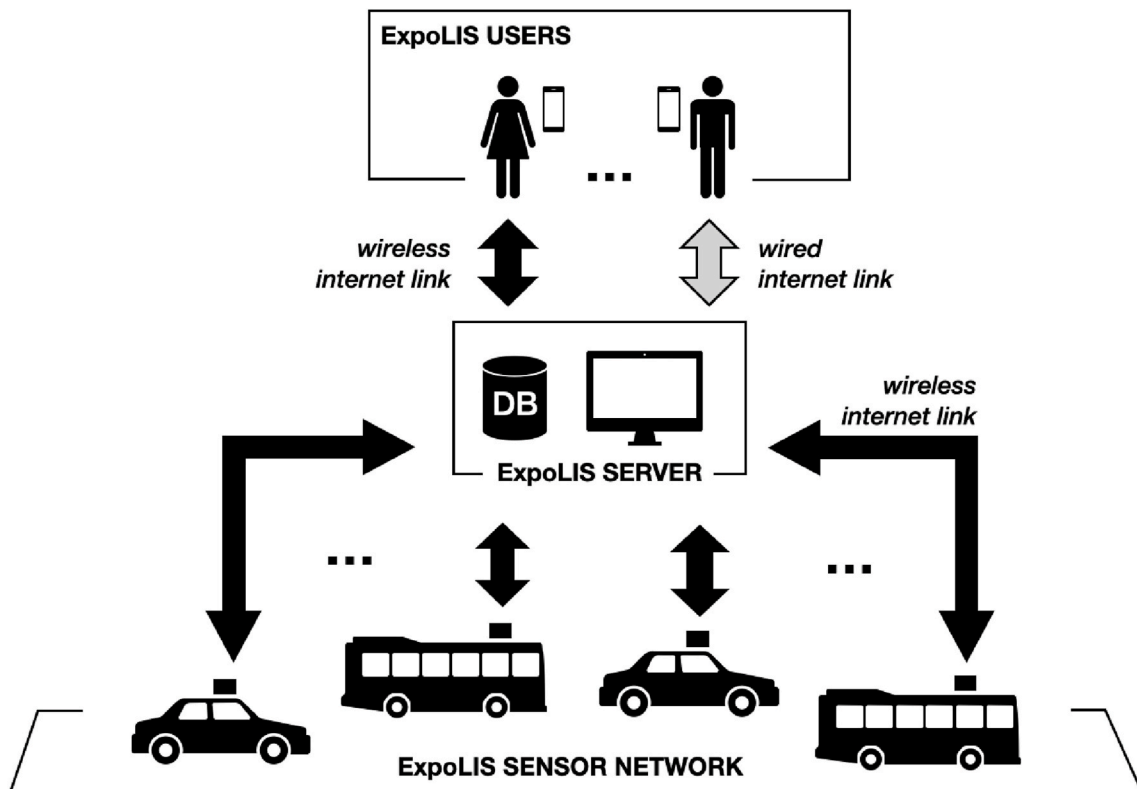 ExpoLIS USERS
...
wireless
internet link
wired
internet link
DB
wireless
internet link
ExpoLIS SERVER
...
...
ExpoLIS SENSOR NETWORK